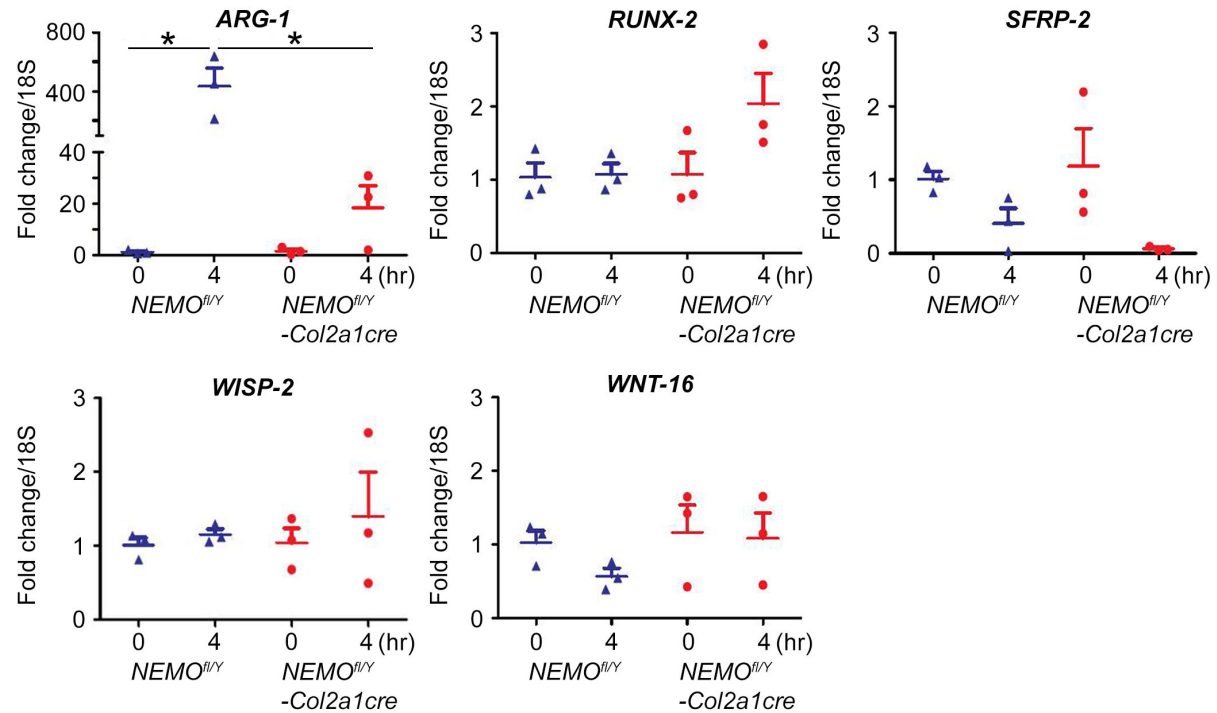 ARG-1
800
400
40
20
0
Fold change/18S
*
*
0 4 0 4 (hr)
NEMOfl/Y NEMOfl/Y
-Col2a1cre
RUNX-2
3
2
1
0
Fold change/18S
0 4 0 4 (hr)
NEMOfl/Y NEMOfl/Y
-Col2a1cre
SFRP-2
3
2
1
0
Fold change/18S
0 4 0 4 (hr)
NEMOfl/Y NEMOfl/Y
-Col2a1cre
WISP-2
3
2
1
0
Fold change/18S
0 4 0 4 (hr)
NEMOfl/Y NEMOfl/Y
-Col2a1cre
WNT-16
3
2
1
0
Fold change/18S
0 4 0 4 (hr)
NEMOfl/Y NEMOfl/Y
-Col2a1cre